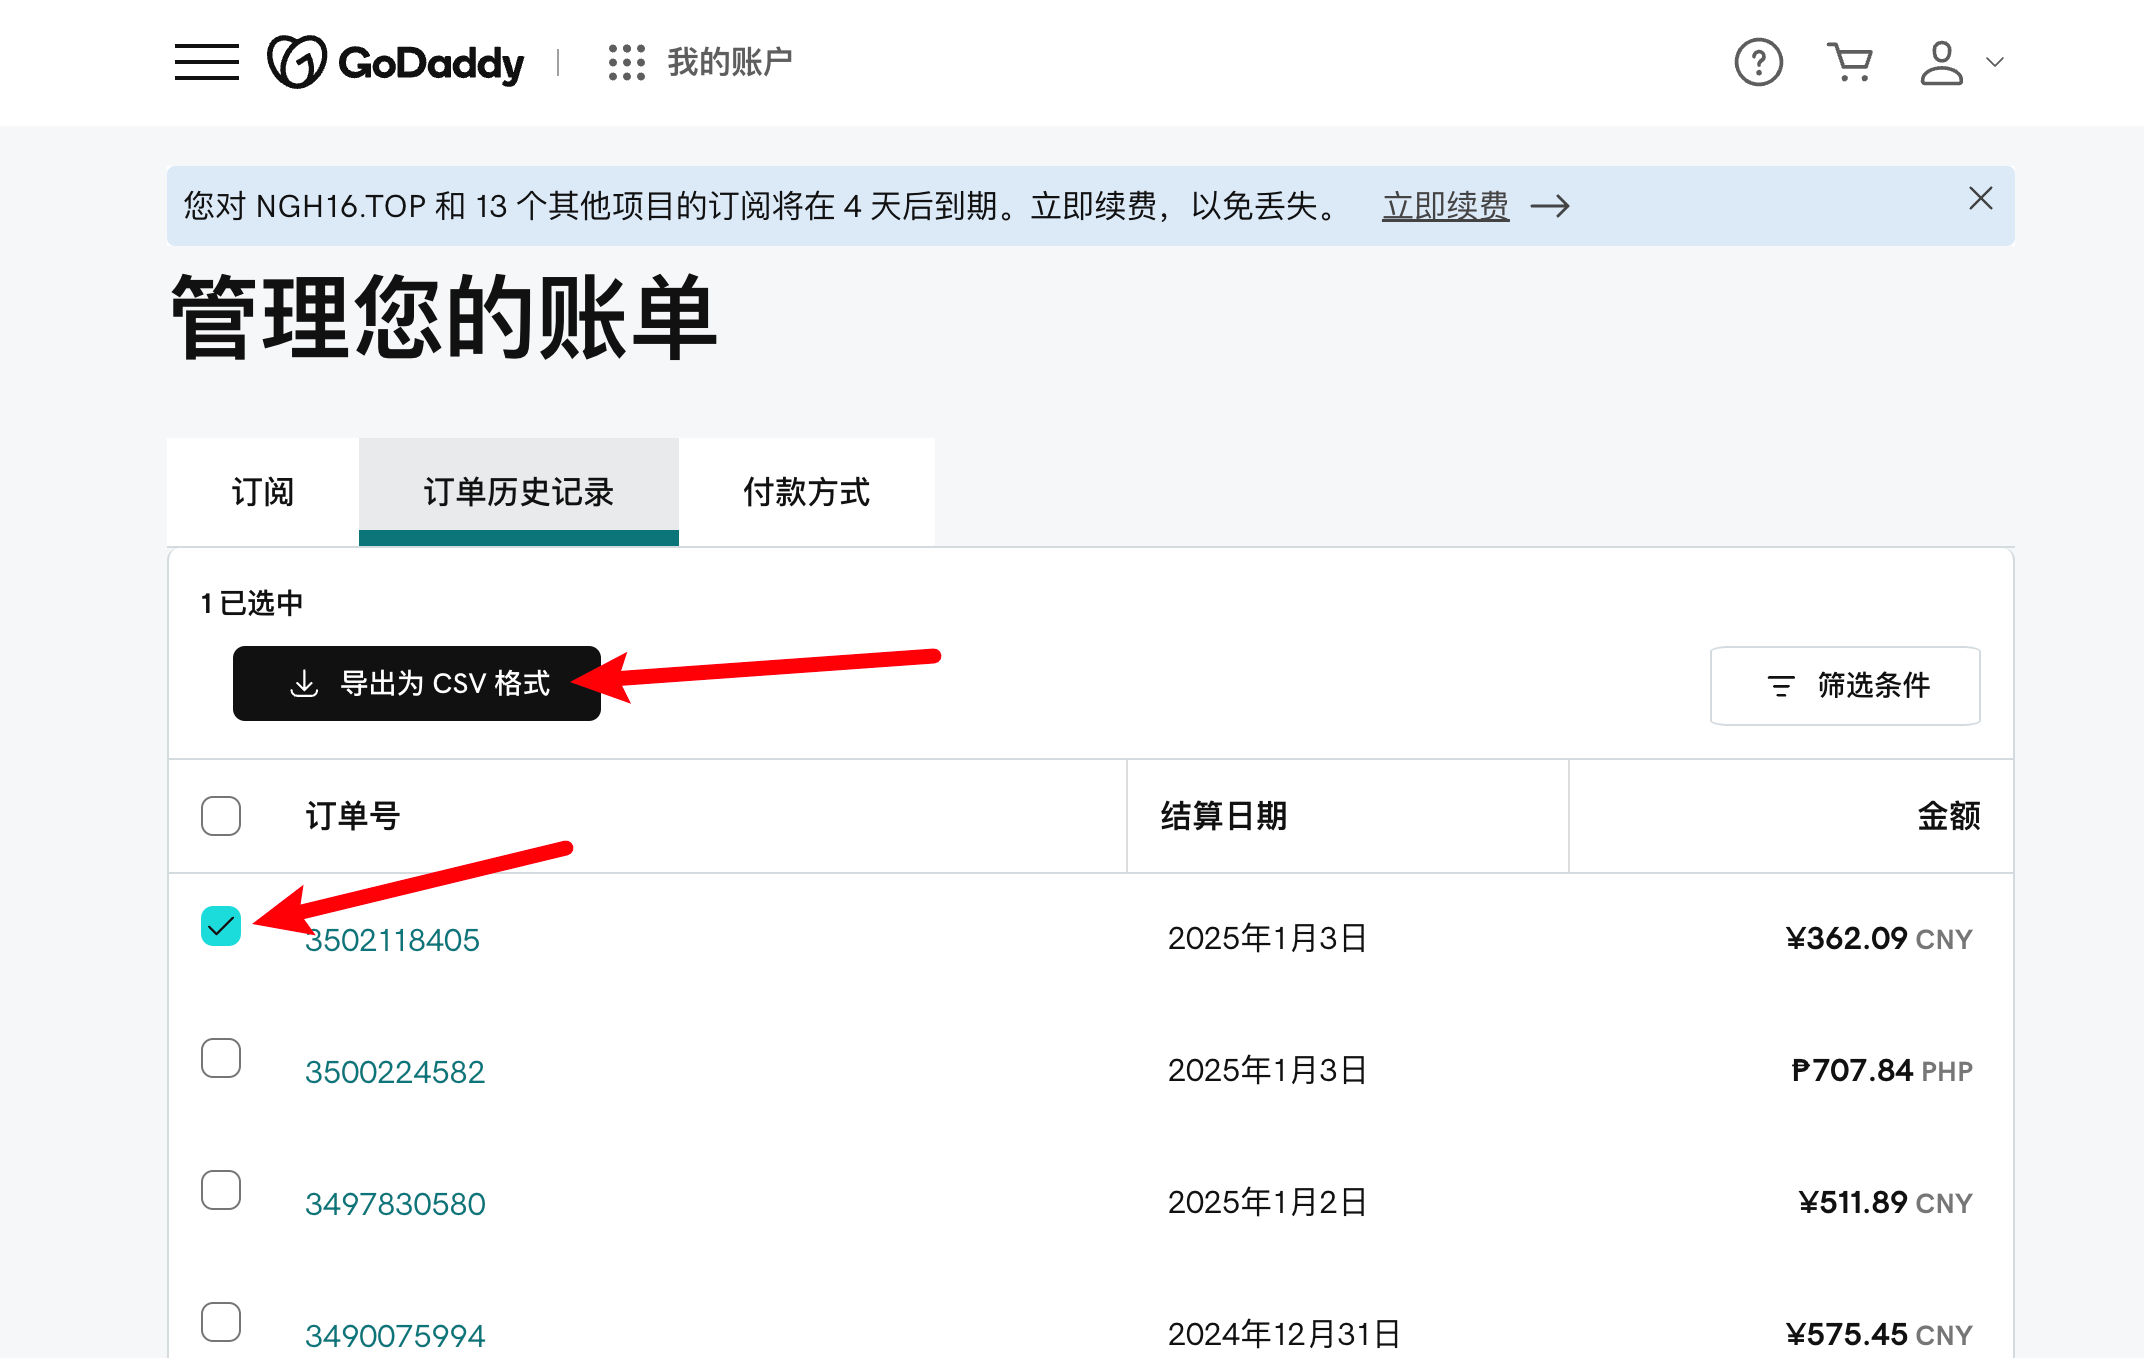 GoDaddy
我的账户
您对 NGH16.TOP 和 13 个其他项目的订阅将在 4 天后到期。立即续费，以免丢失。 立即续费
管理您的账单
订阅 订单历史记录 付款方式
1 已选中
导出为 CSV 格式 筛选条件
订单号 结算日期 金额
3502118405 2025年1月3日 ¥362.09 CNY
3500224582 2025年1月3日 ₱707.84 PHP
3497830580 2025年1月2日 ¥511.89 CNY
3490075994 2024年12月31日 ¥575.45 CNY